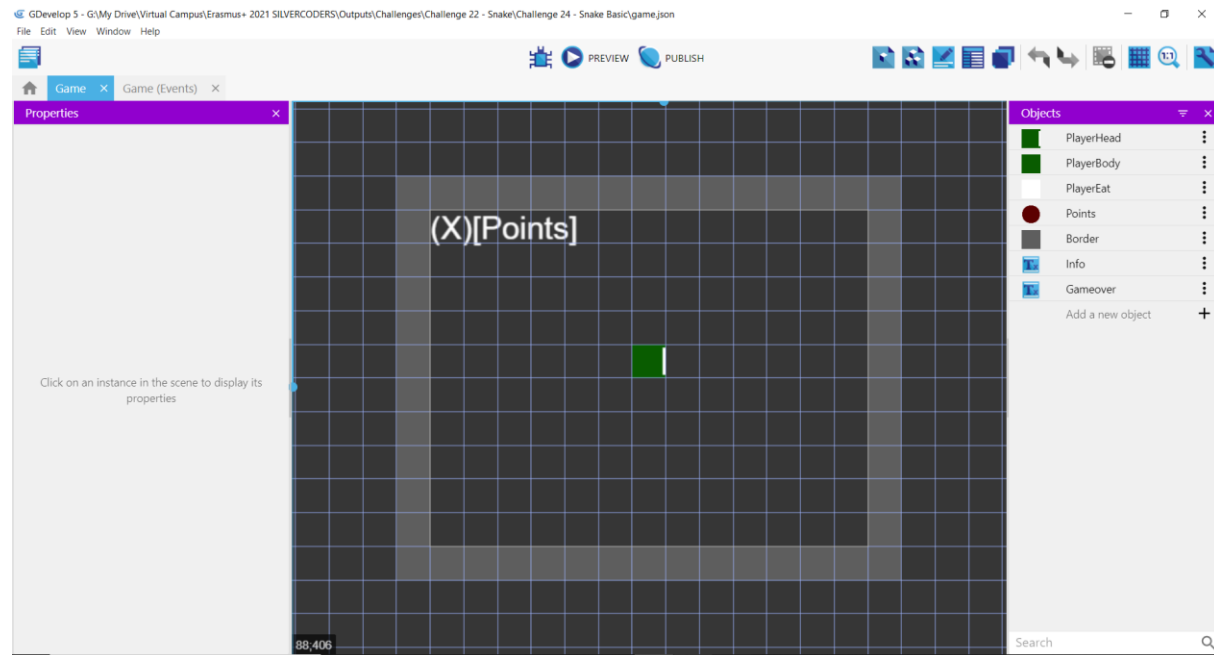 GDevelop 5 - G:\My Drive\Virtual Campus\Erasmus+ 2021 SILVERCODERS\Outputs\Challenges\Challenge 22 - Snake\Challenge 24 - Snake Basic\game.json
File Edit View Window Help
PREVIEW PUBLISH
1:1
Game Game (Events)
Properties
Objects
PlayerHead
PlayerBody
PlayerEat
Points
Border
Info
Gameover
Add a new object
(X)[Points]
Click on an instance in the scene to display its
properties
88;406
Search